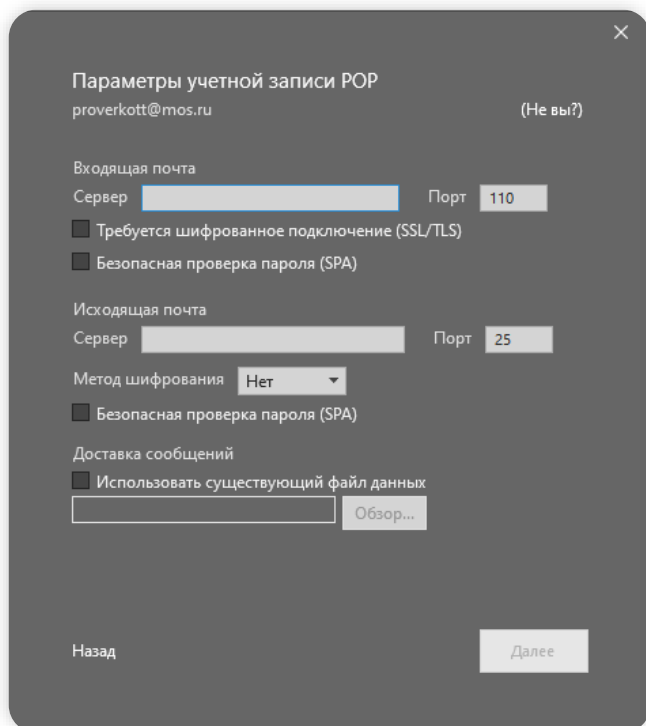 Параметры учетной записи POP
proverkott@mos.ru (Не вы?)
Входящая почта
Сервер Порт 110
Требуется шифрованное подключение (SSL/TLS)
Безопасная проверка пароля (SPA)
Исходящая почта
Сервер Порт 25
Метод шифрования Нет
Безопасная проверка пароля (SPA)
Доставка сообщений
Использовать существующий файл данных
Обзор...
Назад Далее